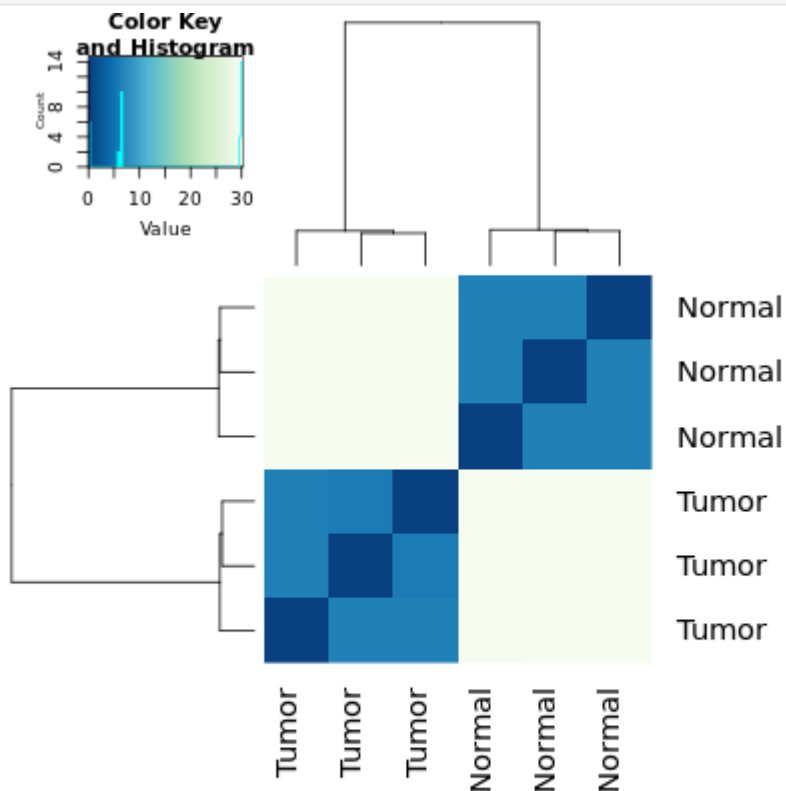 Color Key
and Histogram
Count
0 4 8 14
0 10 20 30
Value
Normal
Normal
Normal
Tumor
Tumor
Tumor
Tumor
Tumor
Tumor
Normal
Normal
Normal